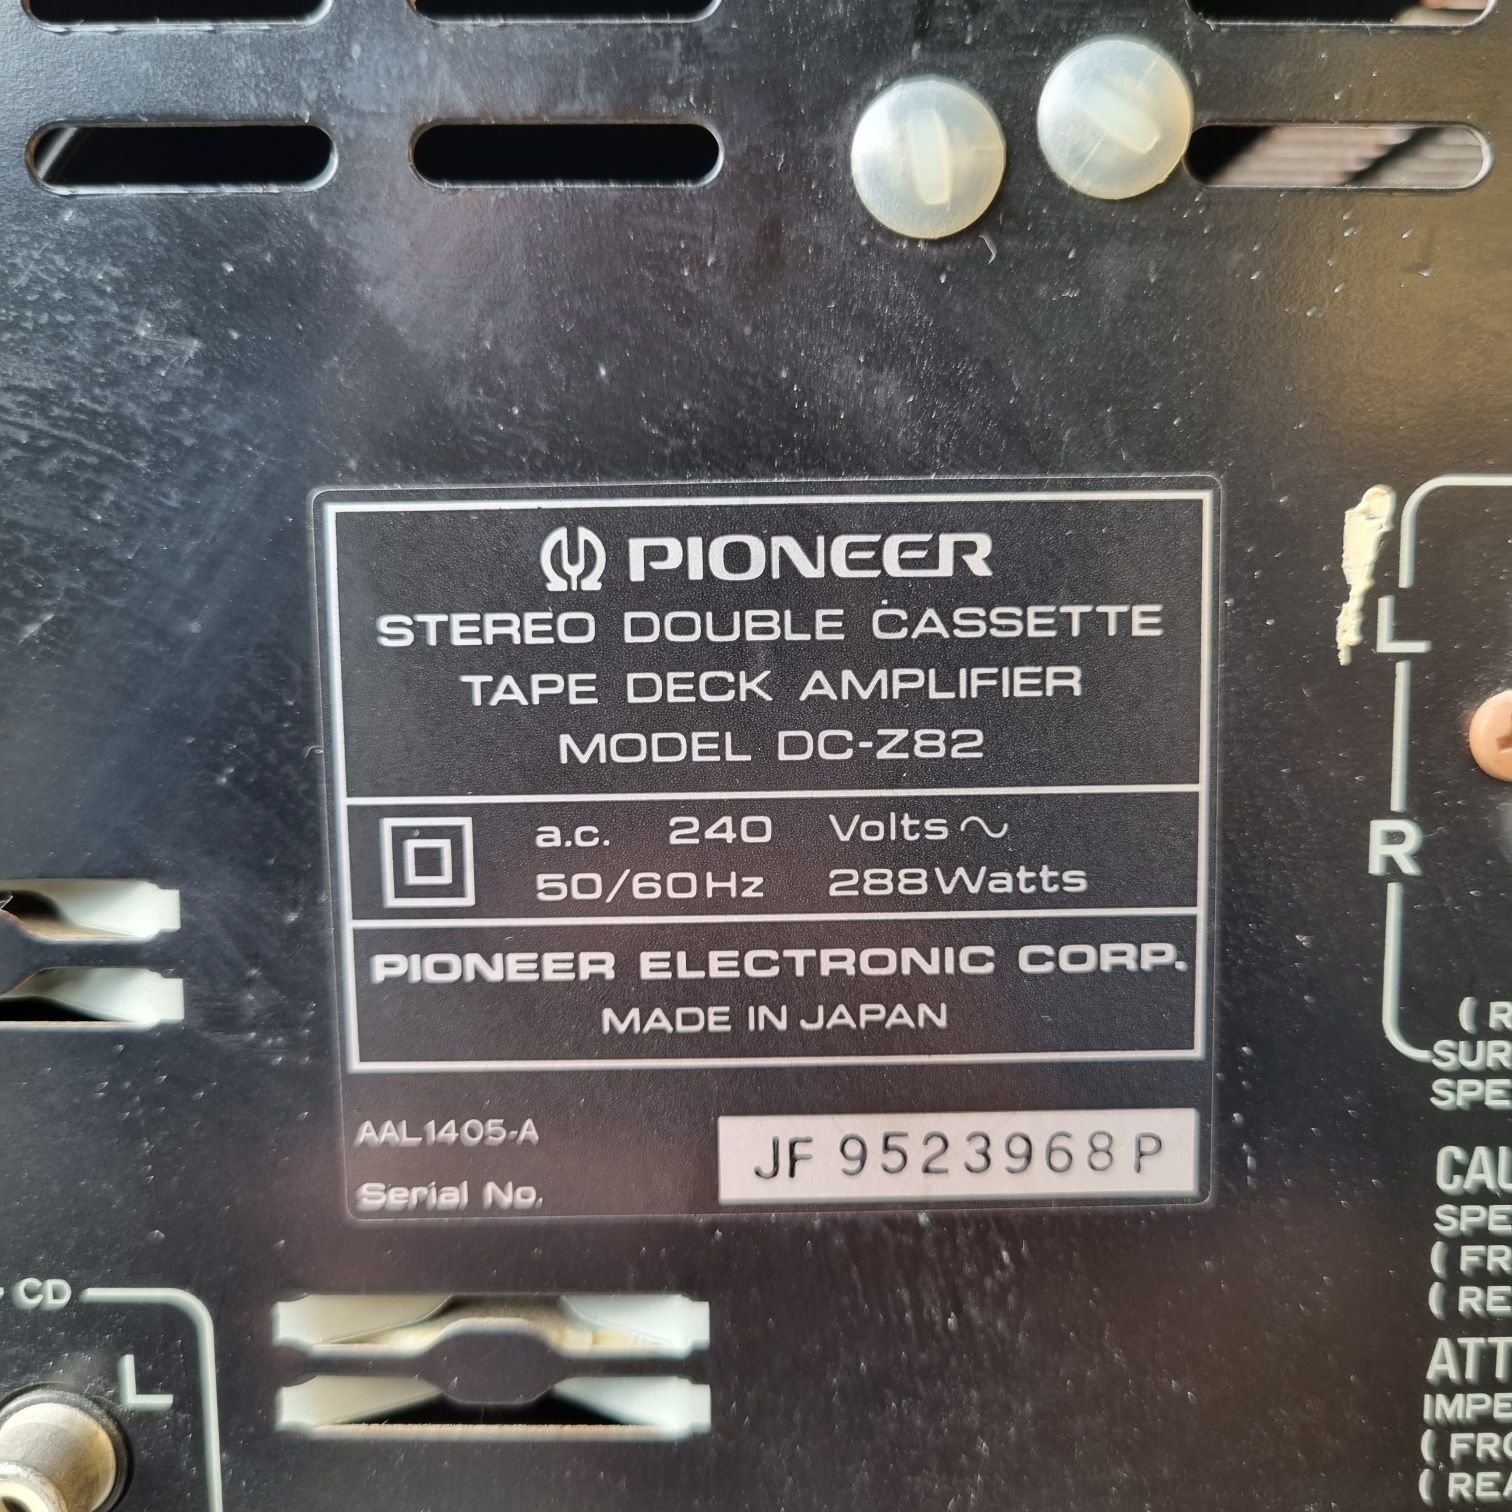 PIONEER
STEREO DOUBLE CASSETTE
TAPE DECK AMPLIFIER
MODEL DC-Z82
a.c. 240 Volts ~
50/60Hz 288Watts
PIONEER ELECTRONIC CORP.
MADE IN JAPAN
AAL1405-A
Serial No. JF 9523968P
L
R
CD
L